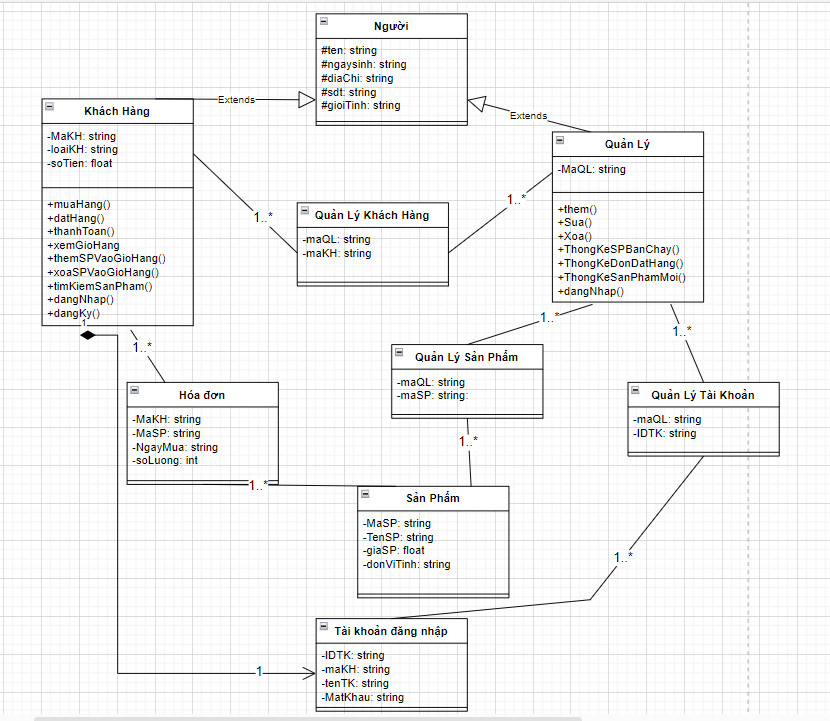 Người
#ten: string
#ngaysinh: string
#diaChi: string
#sdt: string
#gioiTinh: string
Extends
Extends
Khách Hàng
-MaKH: string
-loaiKH: string
-soTien: float
+muaHang()
+datHang()
+thanhToan()
+xemGioHang
+themSPVaoGioHang()
+xoaSPVaoGioHang()
+timKiemSanPham()
+dangNhap()
+dangKy()
Quản Lý
-MaQL: string
+them()
+Sua()
+Xoa()
+ThongKeSPBanChay()
+ThongKeDonDatHang()
+ThongKeSanPhamMoi()
+dangNhap()
1..*
1..*
Quản Lý Khách Hàng
-maQL: string
-maKH: string
1
1..*
1..*
1..*
Quản Lý Sản Phẩm
-maQL: string
-maSP: string:
Hóa đơn
-MaKH: string
-MaSP: string
-NgayMua: string
-soLuong: int
Quản Lý Tài Khoản
-maQL: string
-IDTK: string
1..*
1..*
Sản Phẩm
-MaSP: string
-TenSP: string
-giaSP: float
-donViTinh: string
1..*
Tài khoản đăng nhập
-IDTK: string
-maKH: string
-tenTK: string
-MatKhau: string
1